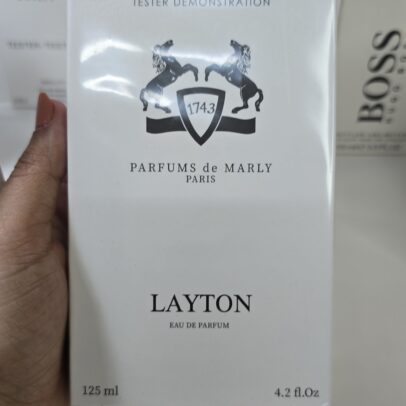 TESTER DEMONSTRATION
1743
PARFUMS de MARLY
PARIS
LAYTON
EAU DE PARFUM
125 ml
4.2 fl.Oz
BOSS